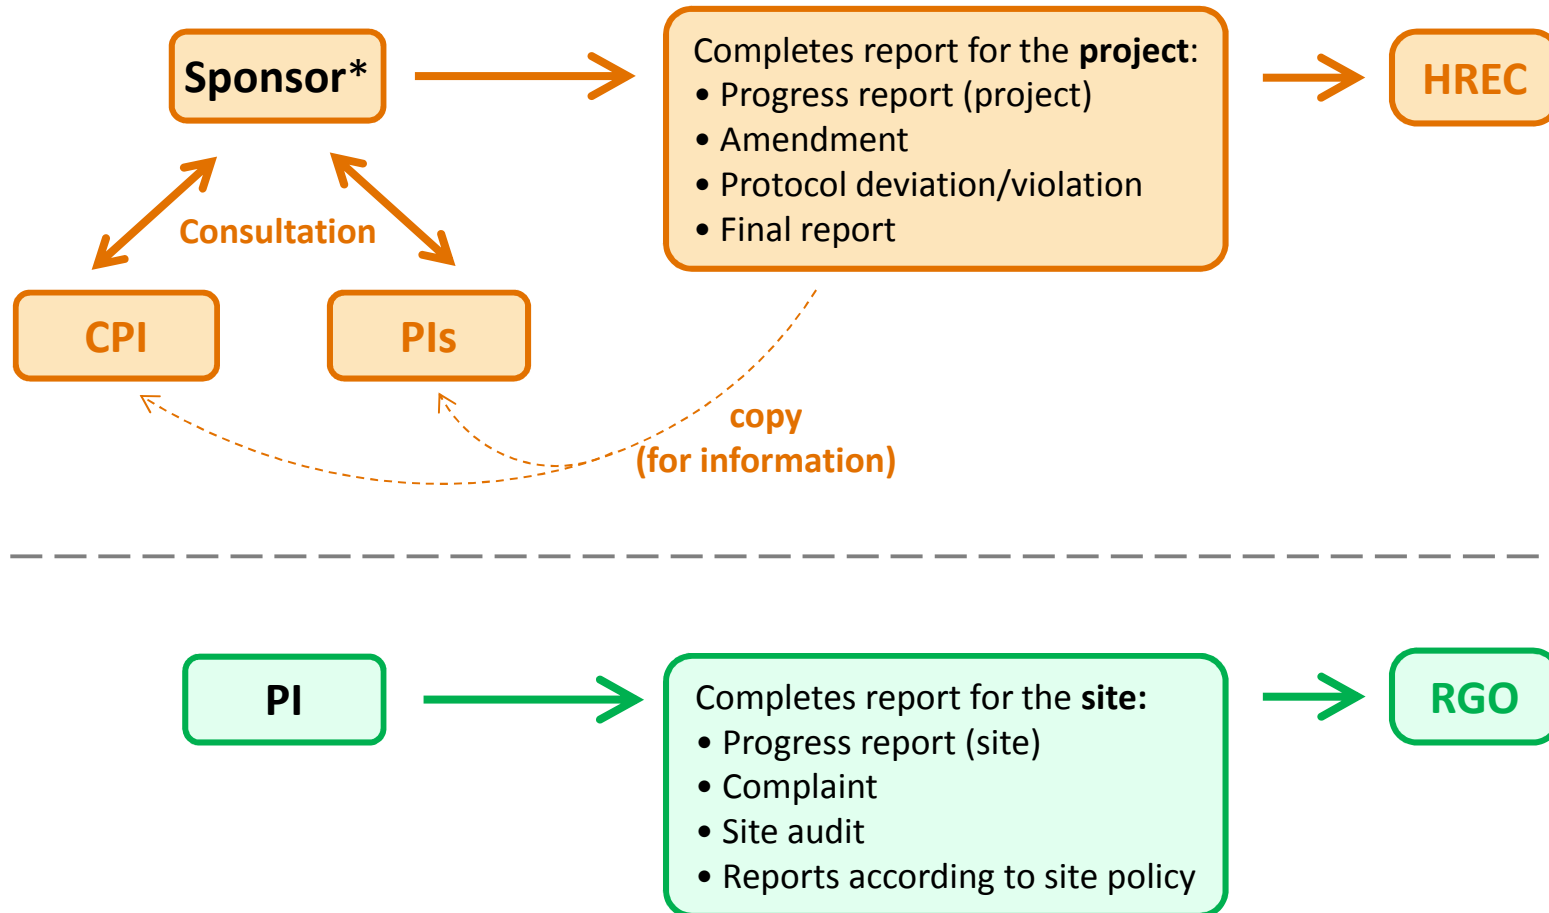 Sponsor*
Completes report for the project:
• Progress report (project)
• Amendment
• Protocol deviation/violation
• Final report
HREC
Consultation
CPI
PIs
copy
(for information)
PI
Completes report for the site:
• Progress report (site)
• Complaint
• Site audit
• Reports according to site policy
RGO